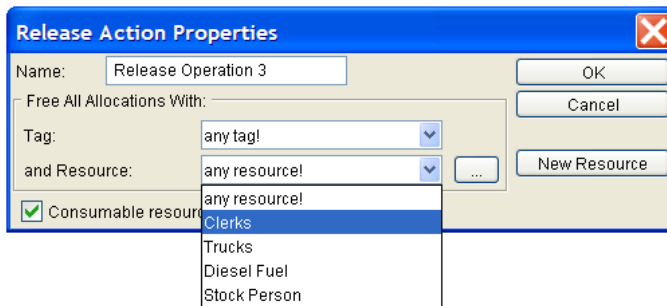 Release Action Properties
Name: Release Operation 3
OK
Free All Allocations With:
Cancel
Tag: any tag!
and Resource: any resource! ...
New Resource
any resource!
Consumable
Clerks
Trucks
Diesel Fuel
Stock Person